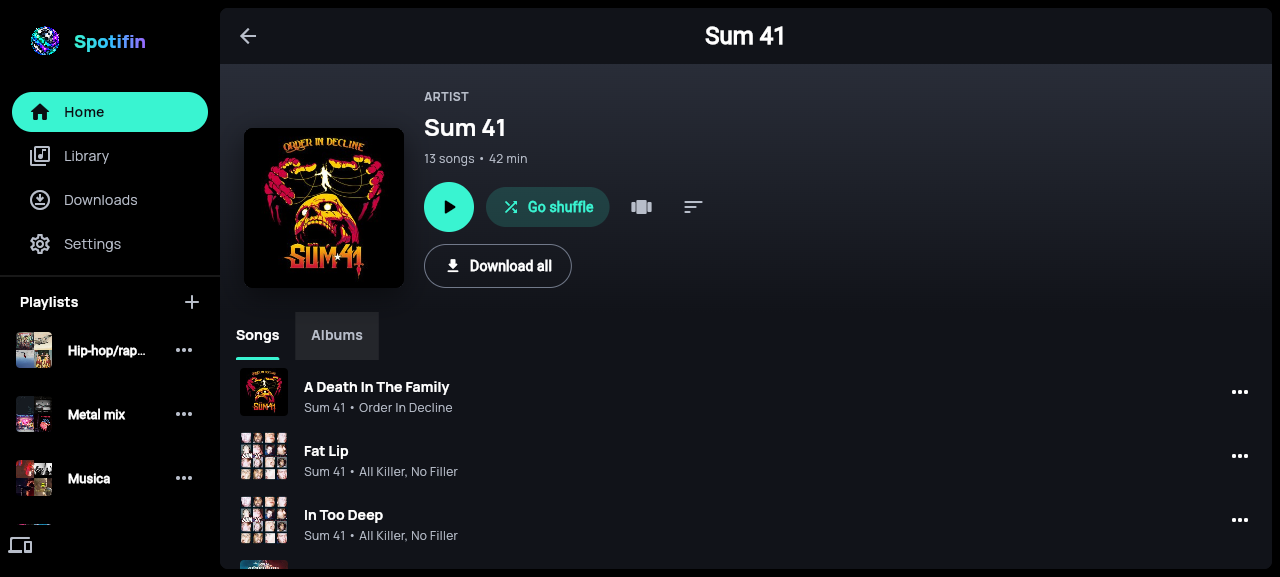 Spotifin
Sum 41
Home
Library
Downloads
Settings
Playlists
Hip-hop/rap...
Metal mix
Musica
ORDER IN DECLINE
SUM 41
ARTIST
Sum 41
13 songs • 42 min
Go shuffle
Download all
Songs
Albums
A Death In The Family
Sum 41 • Order In Decline
Fat Lip
Sum 41 • All Killer, No Filler
In Too Deep
Sum 41 • All Killer, No Filler